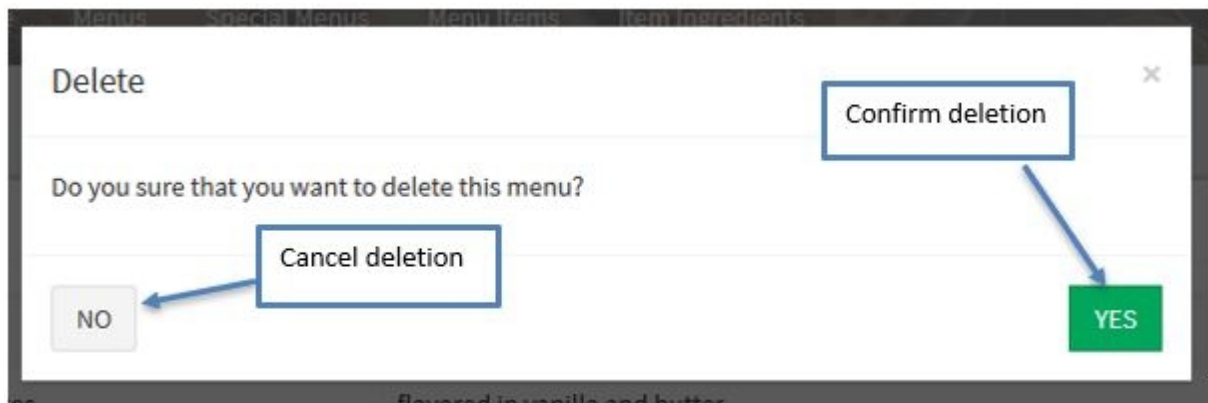 Menus Special Menus Menu Items Item Ingredients
Delete ×
Confirm deletion
Do you sure that you want to delete this menu?
Cancel deletion
NO
YES
flavored in vanilla and butter